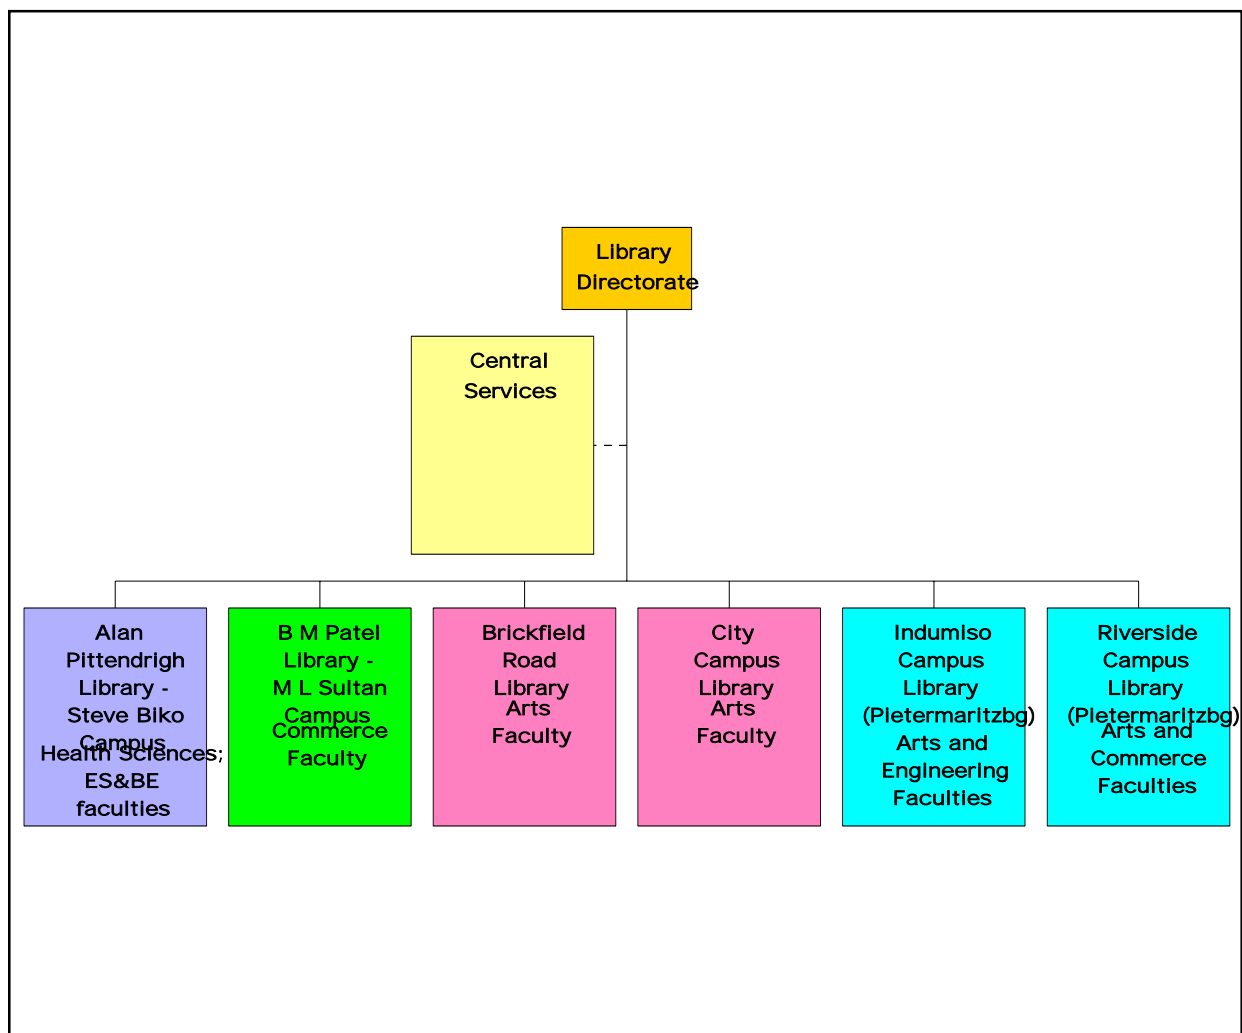 Library
Directorate
Central
Services
Alan
Pittendrigh
Library -
Steve Biko
Campus
Health Sciences;
ES&BE
faculties
B M Patel
Library -
M L Sultan
Campus
Commerce
Faculty
Brickfield
Road
Library
Arts
Faculty
City
Campus
Library
Arts
Faculty
Indumiso
Campus
Library
(Pietermaritzbg)
Arts and
Engineering
Faculties
Riverside
Campus
Library
(Pietermaritzbg)
Arts and
Commerce
Faculties